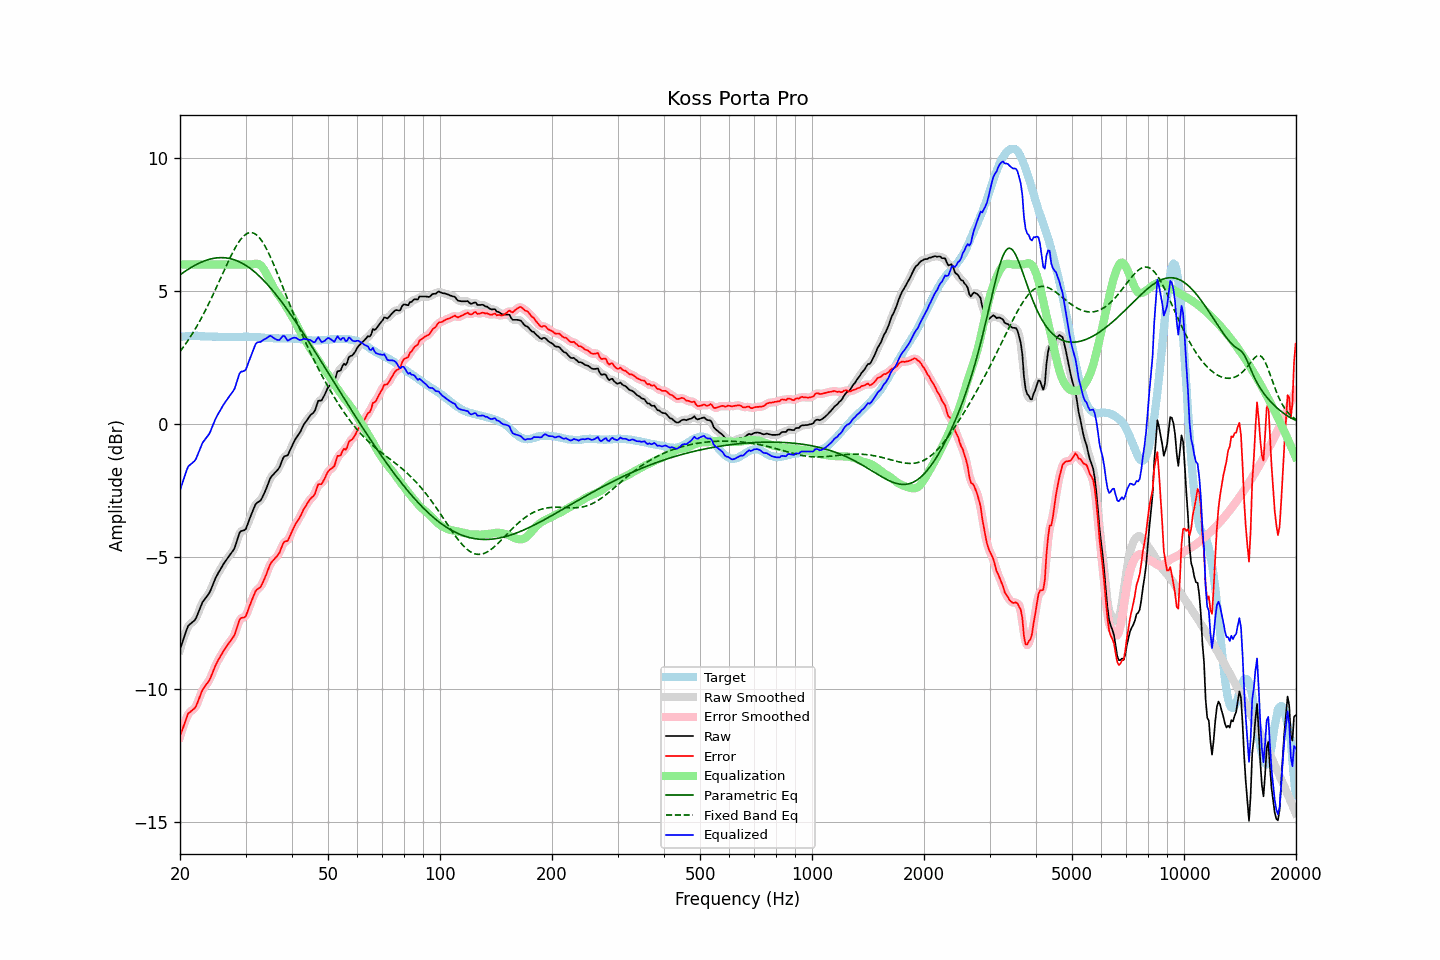 Koss Porta Pro
Amplitude (dBr)
10
5
0
−5
−10
−15
Target
Raw Smoothed
Error Smoothed
Raw
Error
Equalization
Parametric Eq
Fixed Band Eq
Equalized
20 50 100 200 500 1000 2000 5000 10000 20000
Frequency (Hz)